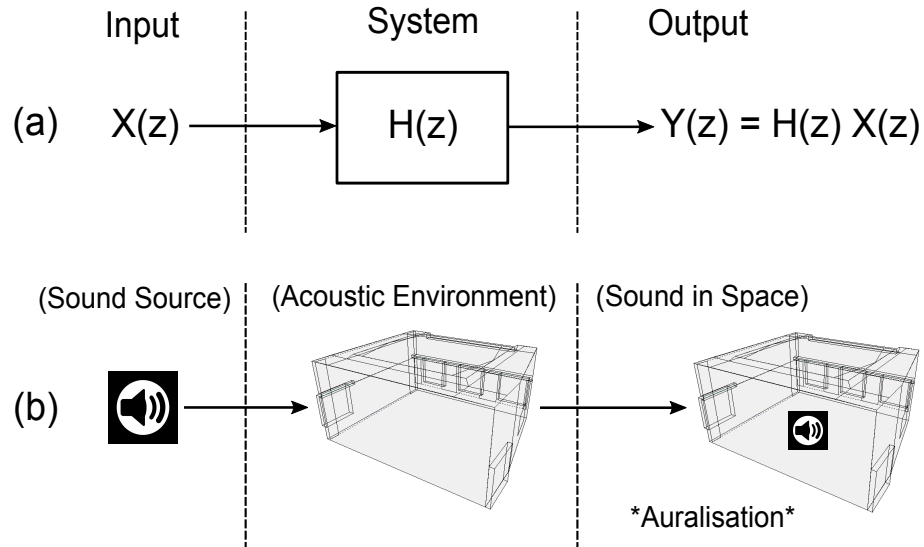 Input System Output
(a) X(z) H(z) Y(z) = H(z) X(z)
(Sound Source) (Acoustic Environment) (Sound in Space)
(b)
*Auralisation*